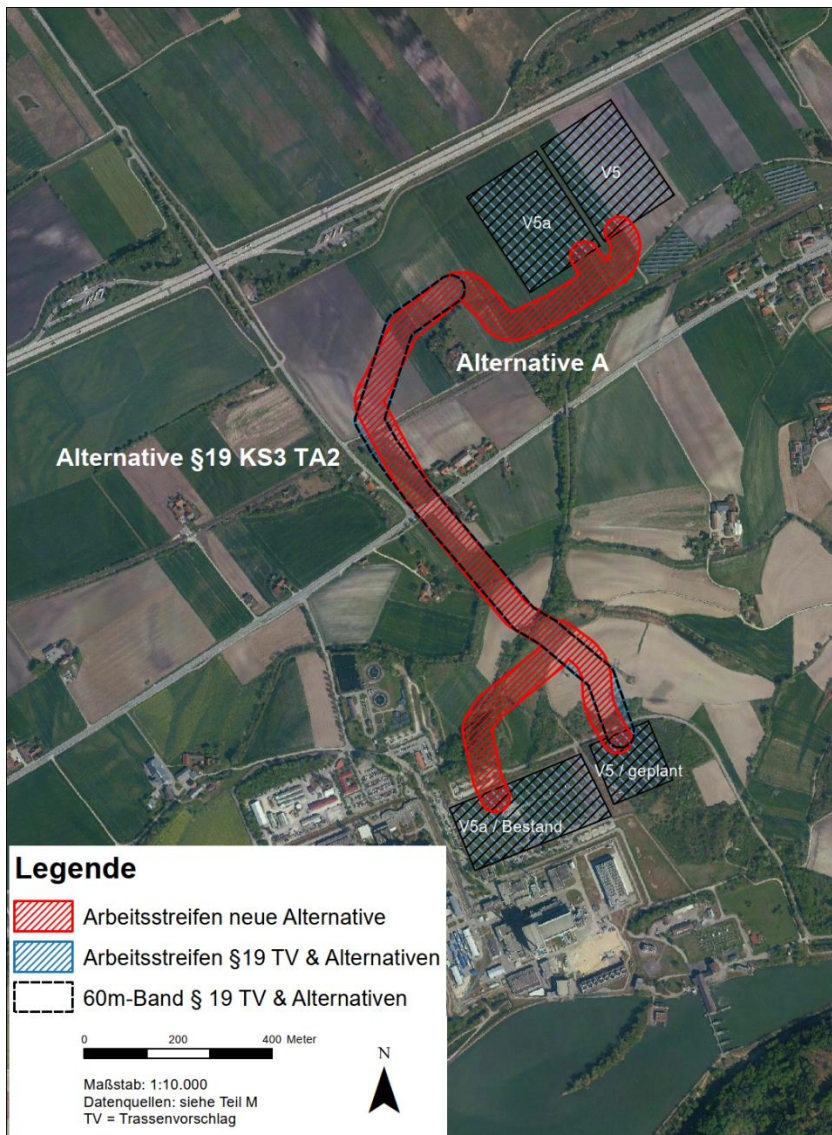 V5
V5a
Alternative A
Alternative §19 KS3 TA2
V5 / geplant
V5a / Bestand
Legende
Arbeitsstreifen neue Alternative
Arbeitsstreifen §19 TV & Alternativen
60m-Band § 19 TV & Alternativen
0 200 400 Meter
N
Maßstab: 1:10.000
Datenquellen: siehe Teil M
TV = Trassenvorschlag